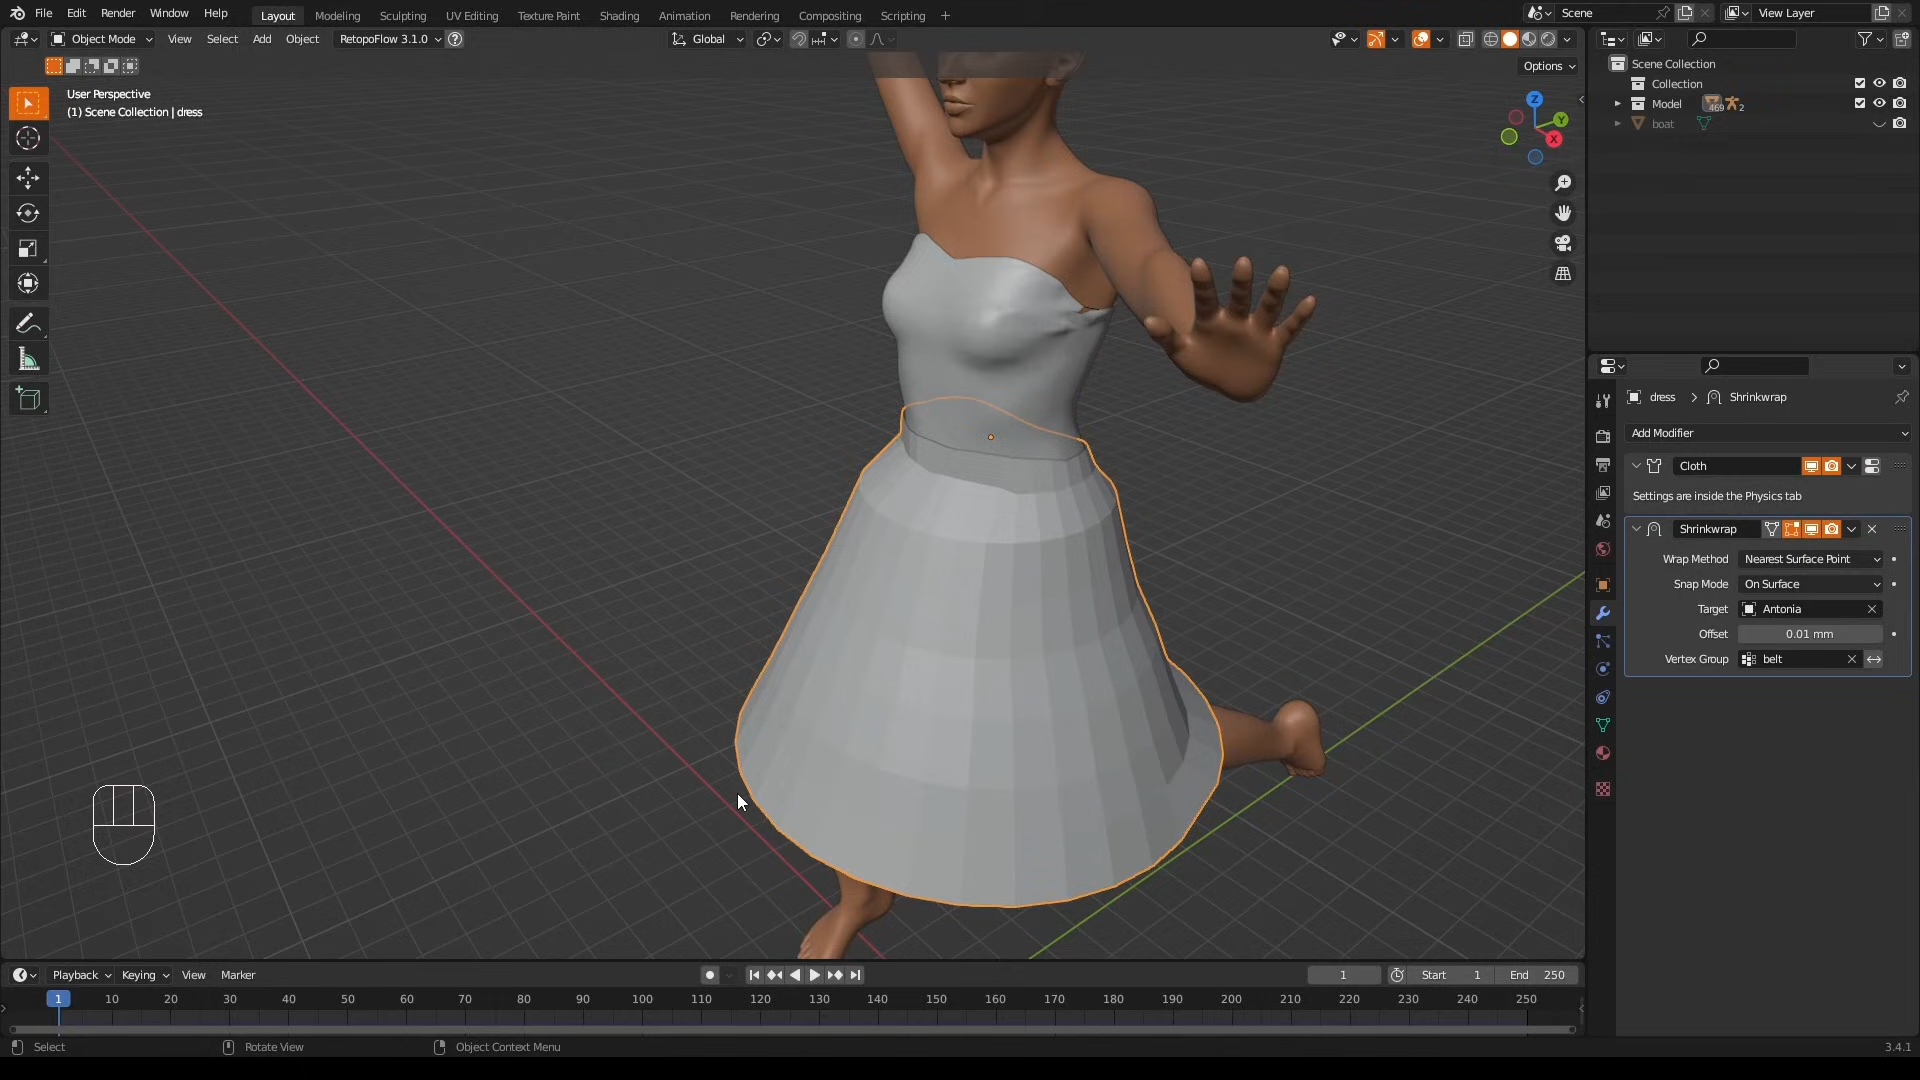 File Edit Render Window Help Layout Modeling Sculpting UV Editing Texture Paint Shading Animation Rendering Compositing Scripting + Scene View Layer
Object Mode View Select Add Object RetopoFlow 3.1.0 Global
Options
User Perspective
(1) Scene Collection | dress
Z
Y
X
Scene Collection
Collection
Model 469 2
boat
dress > Shrinkwrap
Add Modifier
Cloth
Settings are inside the Physics tab
Shrinkwrap
Wrap Method Nearest Surface Point
Snap Mode On Surface
Target Antonia
Offset 0.01 mm
Vertex Group belt
Playback Keying View Marker 1 Start 1 End 250
1 10 20 30 40 50 60 70 80 90 100 110 120 130 140 150 160 170 180 190 200 210 220 230 240 250
Select Rotate View Object Context Menu 3.4.1